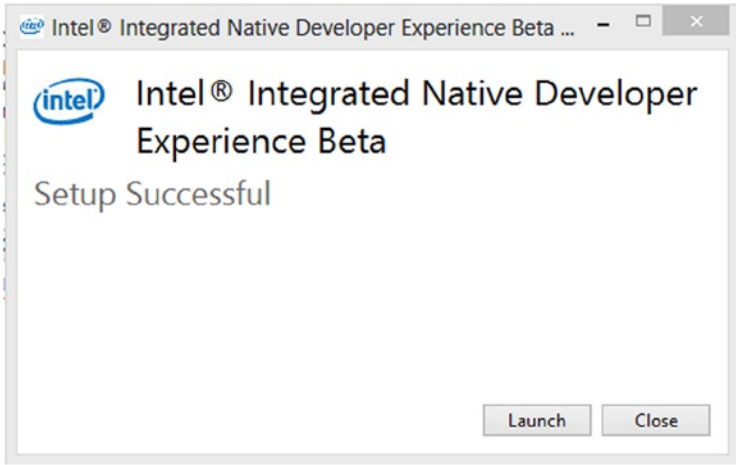 Intel® Integrated Native Developer Experience Beta ...
intel
Intel® Integrated Native Developer
Experience Beta
Setup Successful
Launch Close